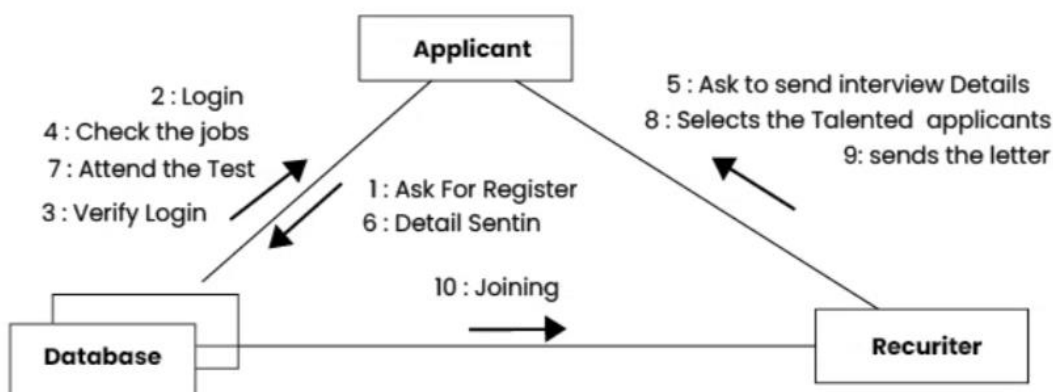 Applicant
2 : Login
4 : Check the jobs
7 : Attend the Test
3 : Verify Login
1 : Ask For Register
6 : Detail Sentin
5 : Ask to send interview Details
8 : Selects the Talented applicants
9: sends the letter
10 : Joining
Database
Recuriter